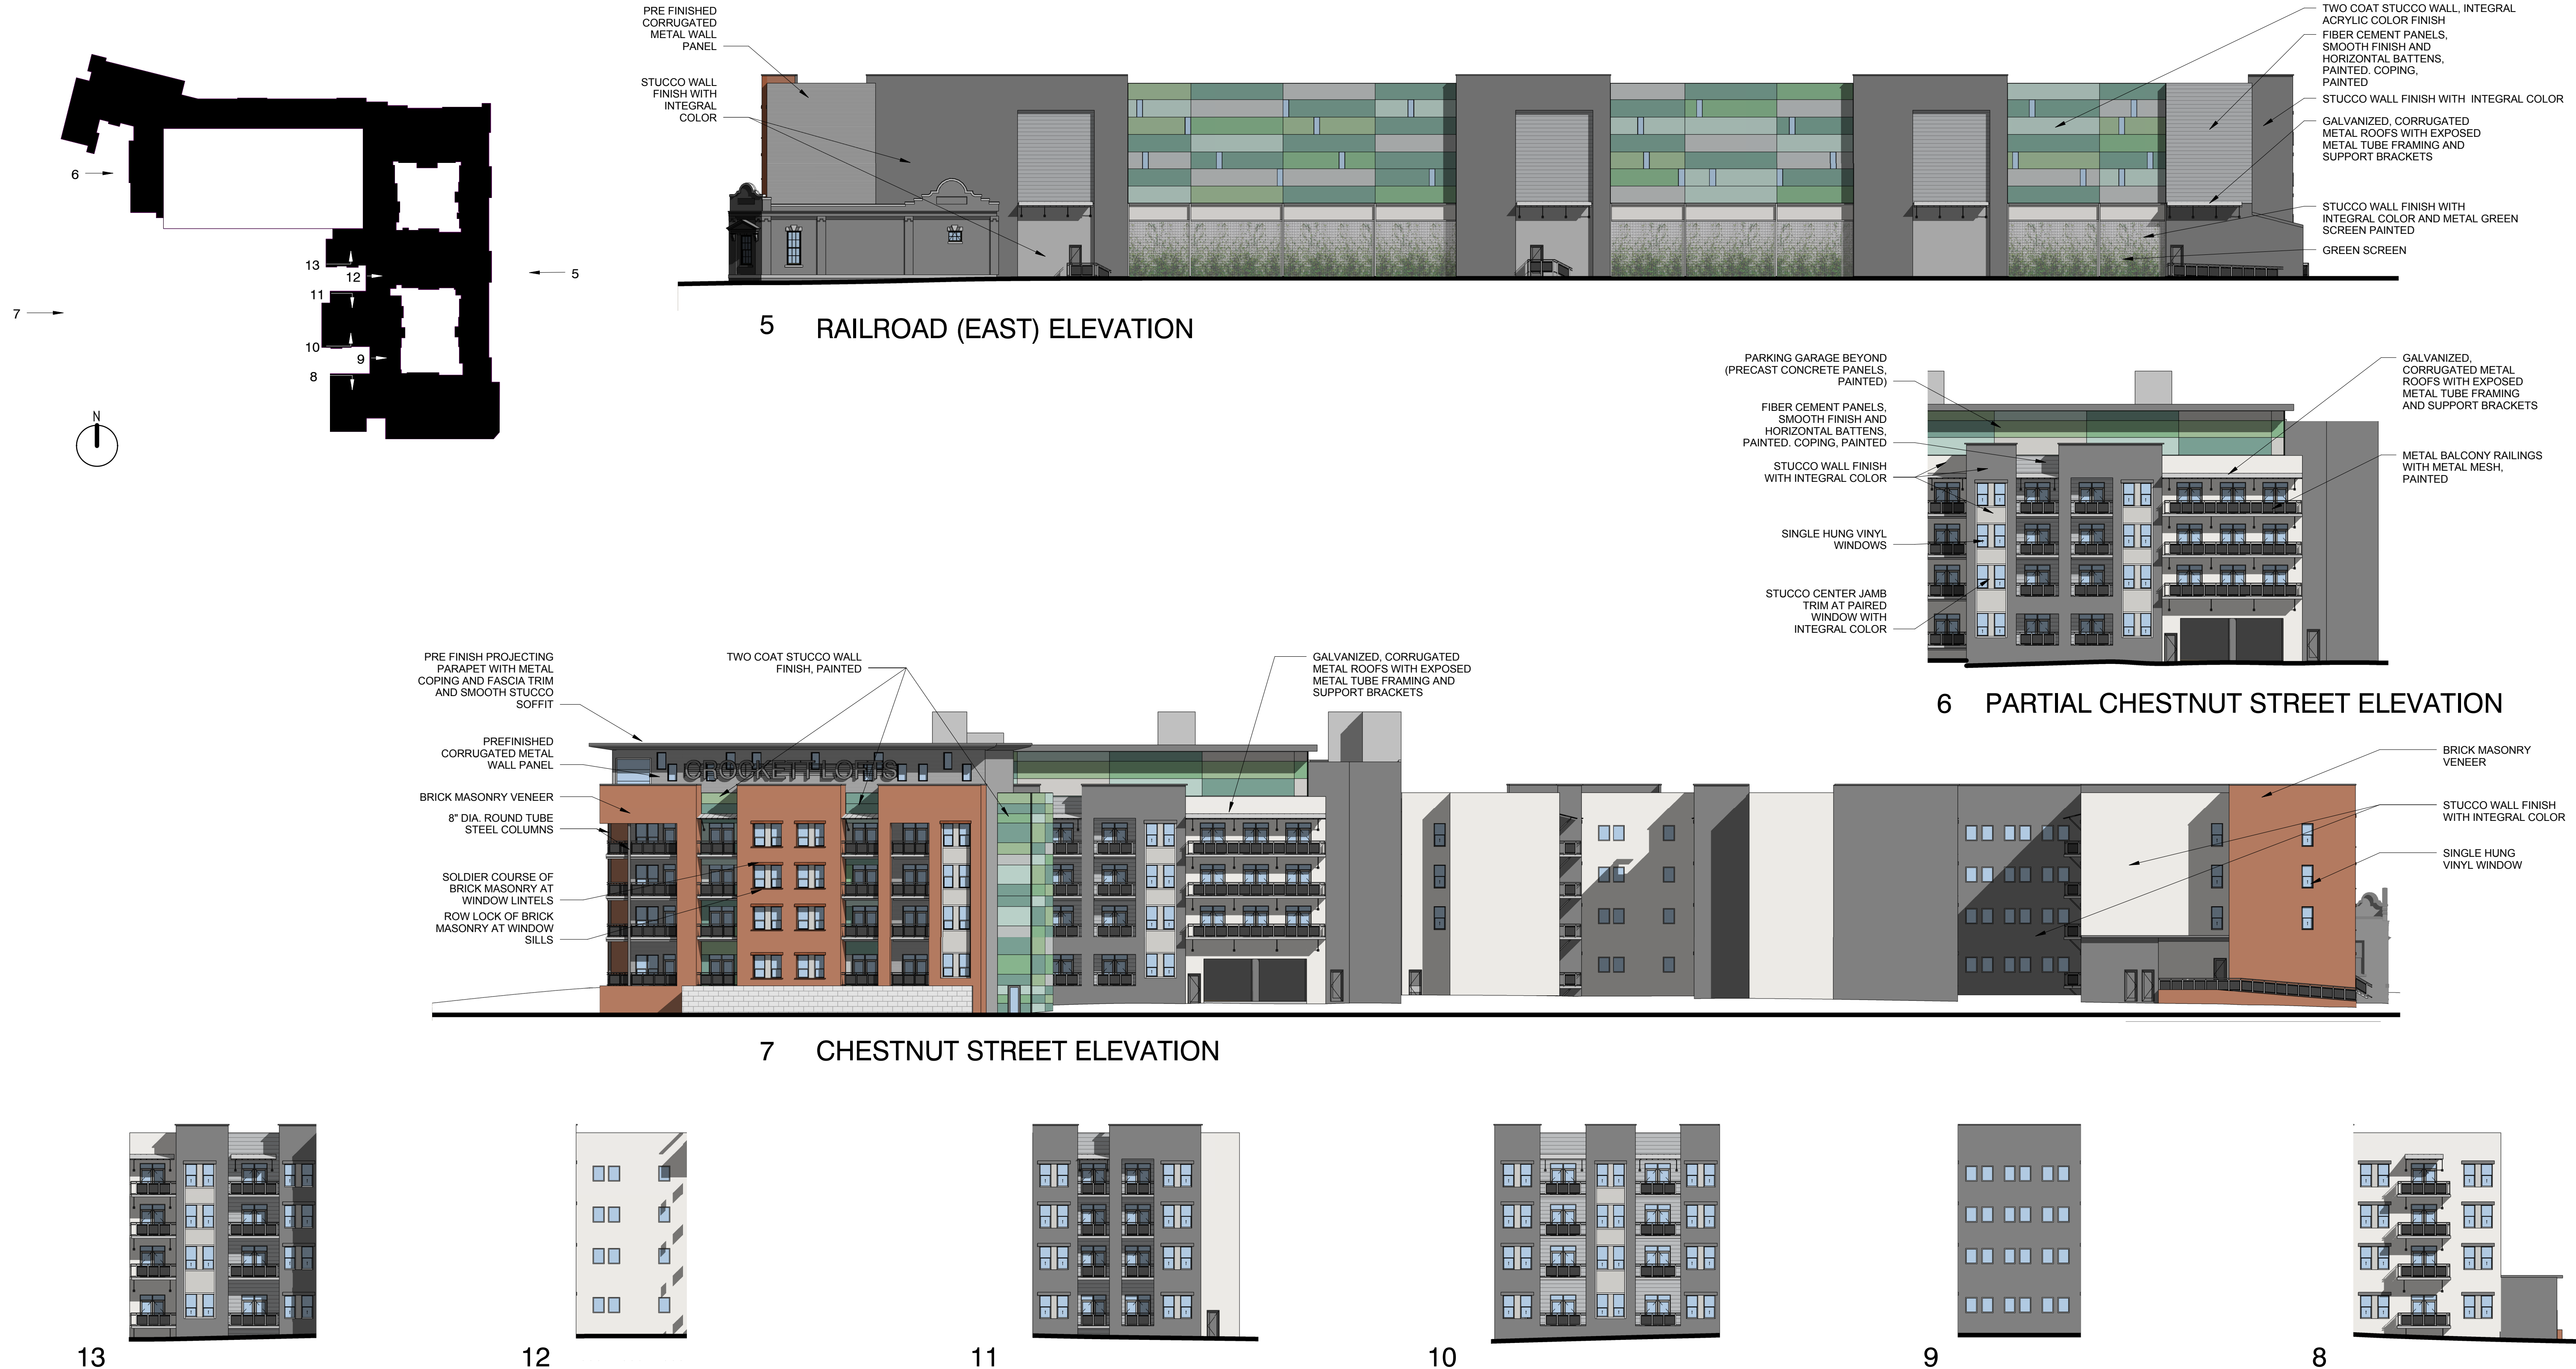 PRE FINISHED
CORRUGATED
METAL WALL
PANEL
STUCCO WALL
FINISH WITH
INTEGRAL
COLOR
TWO COAT STUCCO WALL, INTEGRAL
ACRYLIC COLOR FINISH
FIBER CEMENT PANELS,
SMOOTH FINISH AND
HORIZONTAL BATTENS,
PAINTED. COPING,
PAINTED
STUCCO WALL FINISH WITH INTEGRAL COLOR
GALVANIZED, CORRUGATED
METAL ROOFS WITH EXPOSED
METAL TUBE FRAMING AND
SUPPORT BRACKETS
STUCCO WALL FINISH WITH
INTEGRAL COLOR AND METAL GREEN
SCREEN PAINTED
GREEN SCREEN
6
13
12
5
11
7
10
9
8
N
5 RAILROAD (EAST) ELEVATION
PARKING GARAGE BEYOND
(PRECAST CONCRETE PANELS,
PAINTED)
FIBER CEMENT PANELS,
SMOOTH FINISH AND
HORIZONTAL BATTENS,
PAINTED. COPING, PAINTED
STUCCO WALL FINISH
WITH INTEGRAL COLOR
SINGLE HUNG VINYL
WINDOWS
STUCCO CENTER JAMB
TRIM AT PAIRED
WINDOW WITH
INTEGRAL COLOR
GALVANIZED,
CORRUGATED METAL
ROOFS WITH EXPOSED
METAL TUBE FRAMING
AND SUPPORT BRACKETS
METAL BALCONY RAILINGS
WITH METAL MESH,
PAINTED
6 PARTIAL CHESTNUT STREET ELEVATION
PRE FINISH PROJECTING
PARAPET WITH METAL
COPING AND FASCIA TRIM
AND SMOOTH STUCCO
SOFFIT
PREFINISHED
CORRUGATED METAL
WALL PANEL
BRICK MASONRY VENEER
8" DIA. ROUND TUBE
STEEL COLUMNS
SOLDIER COURSE OF
BRICK MASONRY AT
WINDOW LINTELS
ROW LOCK OF BRICK
MASONRY AT WINDOW
SILLS
TWO COAT STUCCO WALL
FINISH, PAINTED
GALVANIZED, CORRUGATED
METAL ROOFS WITH EXPOSED
METAL TUBE FRAMING AND
SUPPORT BRACKETS
CROCKETT LOFTS
BRICK MASONRY
VENEER
STUCCO WALL FINISH
WITH INTEGRAL COLOR
SINGLE HUNG
VINYL WINDOW
7 CHESTNUT STREET ELEVATION
13
12
11
10
9
8